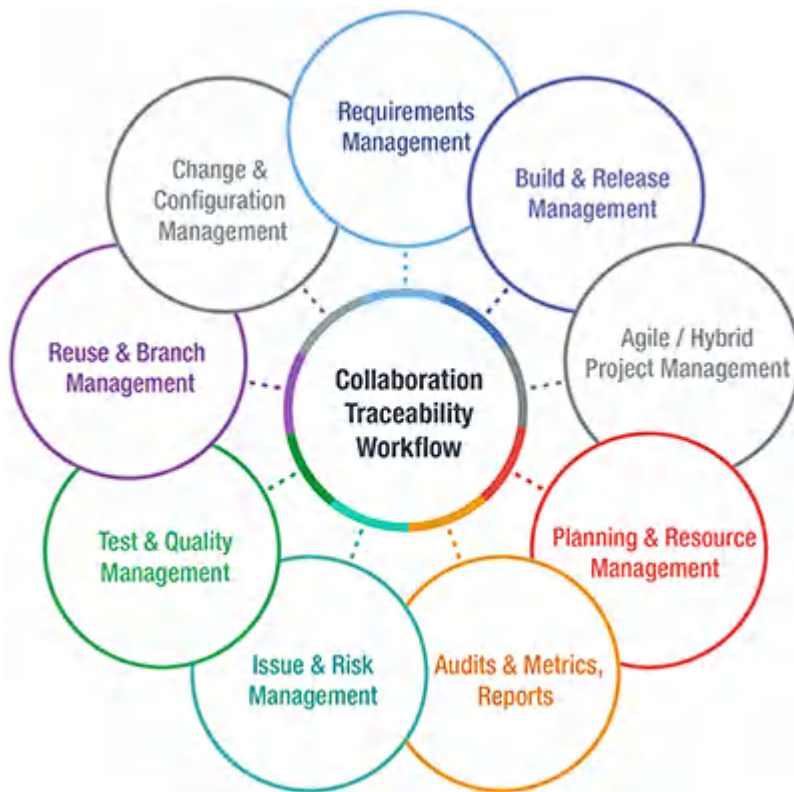 Requirements
Management
Build & Release
Management
Agile / Hybrid
Project Management
Planning & Resource
Management
Audits & Metrics,
Reports
Issue & Risk
Management
Test & Quality
Management
Reuse & Branch
Management
Change &
Configuration
Management
Collaboration
Traceability
Workflow